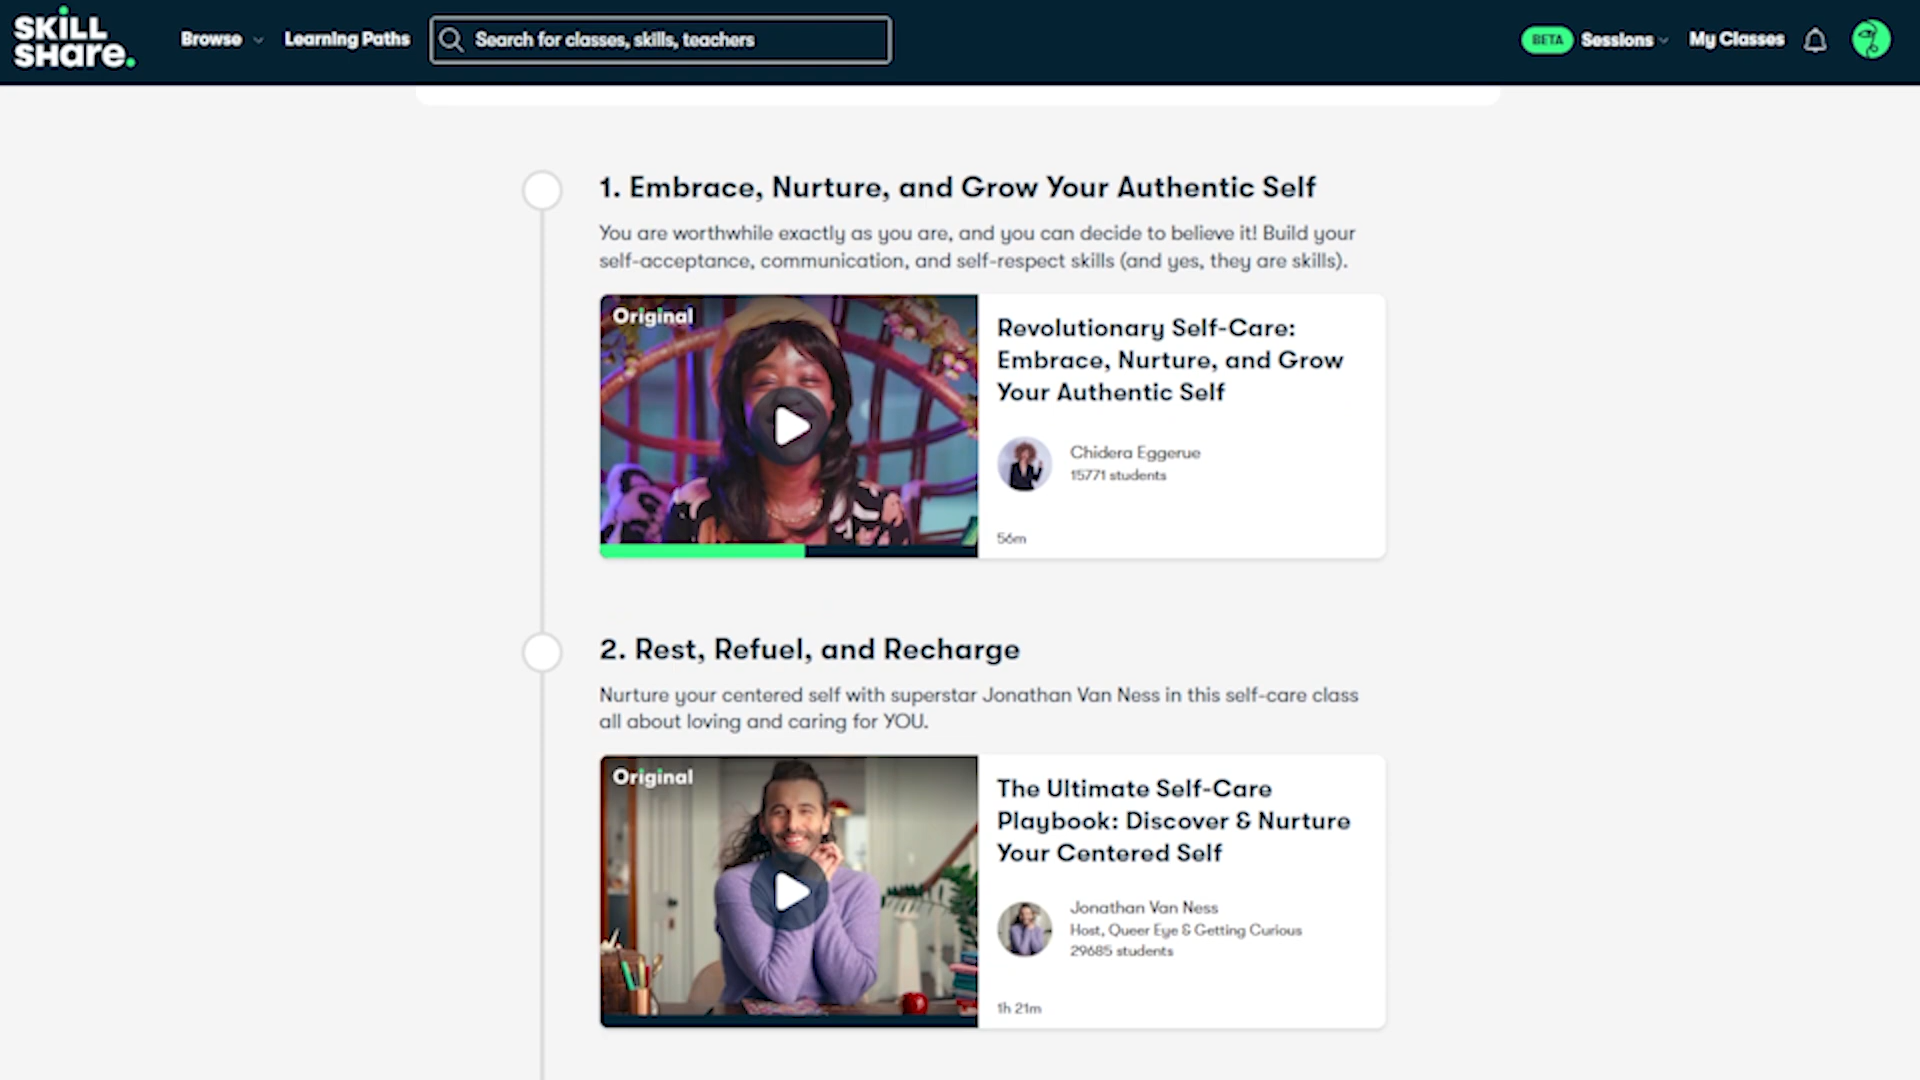 SKILL
SHare.
Browse
Learning Paths
Search for classes, skills, teachers
BETA
Sessions
My Classes
1. Embrace, Nurture, and Grow Your Authentic Self
You are worthwhile exactly as you are, and you can decide to believe it! Build your
self-acceptance, communication, and self-respect skills (and yes, they are skills).
Original
Revolutionary Self-Care:
Embrace, Nurture, and Grow
Your Authentic Self
Chidera Eggerue
15771 students
56m
2. Rest, Refuel, and Recharge
Nurture your centered self with superstar Jonathan Van Ness in this self-care class
all about loving and caring for YOU.
Original
The Ultimate Self-Care
Playbook: Discover & Nurture
Your Centered Self
Jonathan Van Ness
Host, Queer Eye & Getting Curious
29685 students
1h 21m